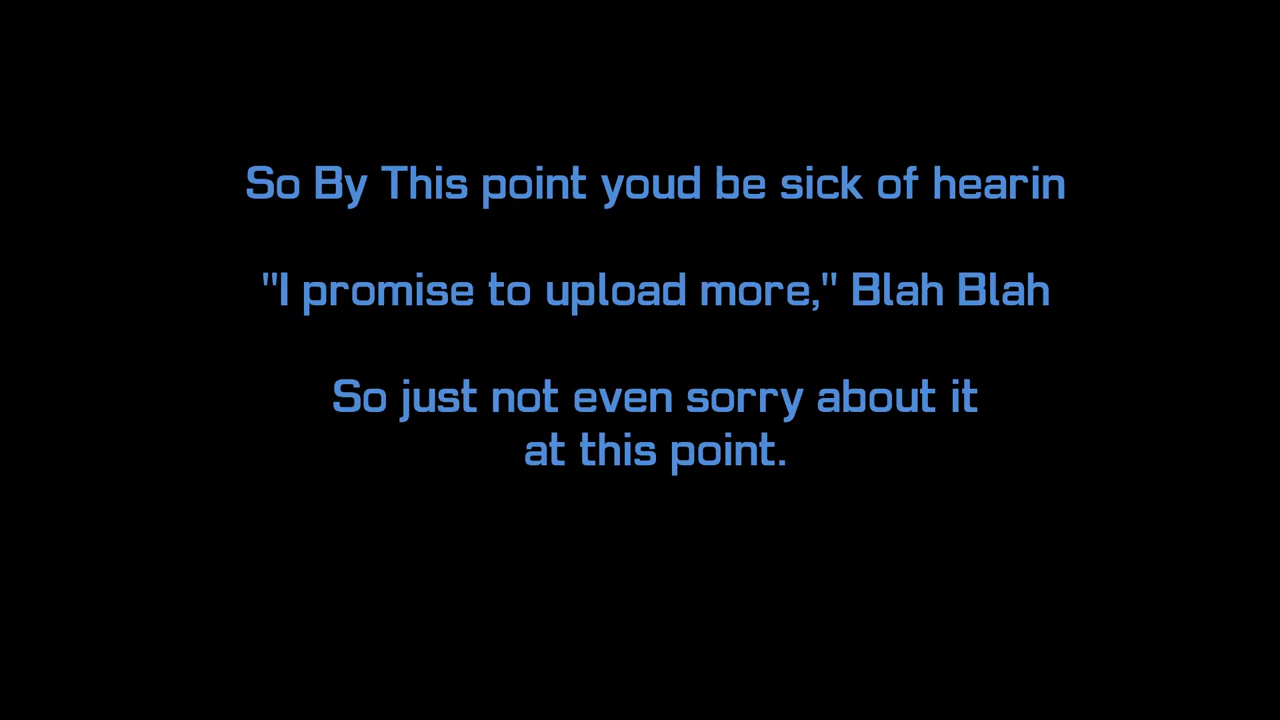 So By This point youd be sick of hearin
"I promise to upload more," Blah Blah
So just not even sorry about it
at this point.